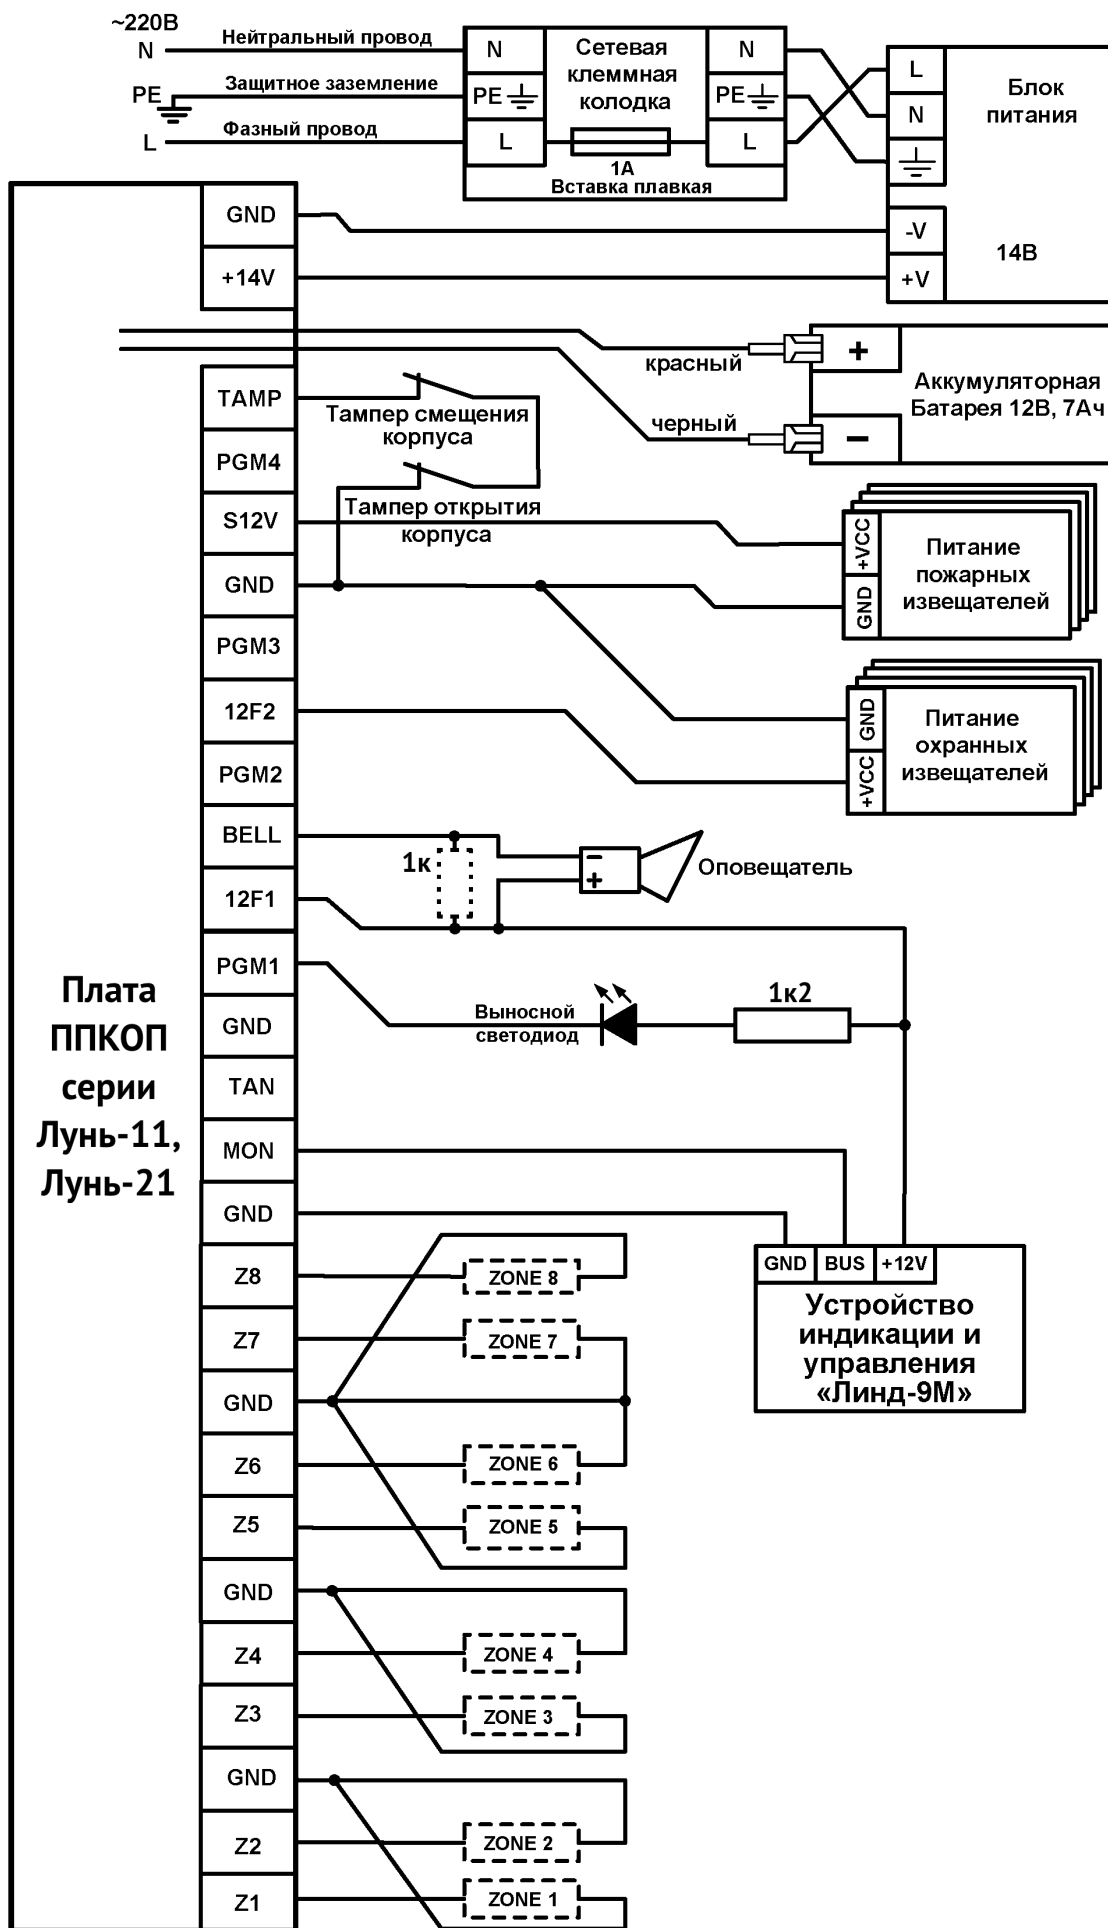 ~220В
N
Нейтральный провод
PE
Защитное заземление
L
Фазный провод
N
PE
L
Сетевая
клеммная
колодка
1А
Вставка плавкая
N
PE
L
L
N
Блок
питания
-V
+V
14В
GND
+14V
TAMP
PGM4
S12V
GND
PGM3
12F2
PGM2
BELL
12F1
PGM1
GND
TAN
MON
GND
Z8
Z7
GND
Z6
Z5
GND
Z4
Z3
GND
Z2
Z1
Плата
ППКОП
серии
Лунь-11,
Лунь-21
красный
черный
+
−
Аккумуляторная
Батарея 12В, 7Ач
Тампер смещения
корпуса
Тампер открытия
корпуса
+VCC
GND
Питание
пожарных
извещателей
GND
+VCC
Питание
охранных
извещателей
1к
−
+
Оповещатель
Выносной
светодиод
1к2
GND BUS +12V
Устройство
индикации и
управления
«Линд-9М»
ZONE 8
ZONE 7
ZONE 6
ZONE 5
ZONE 4
ZONE 3
ZONE 2
ZONE 1